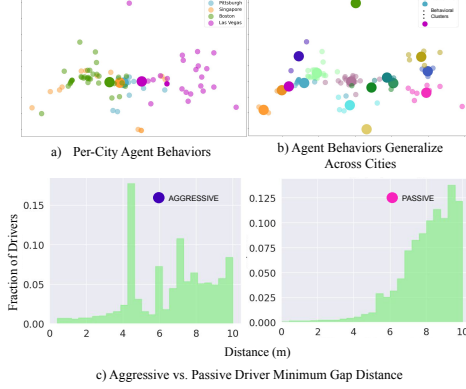 Pittsburgh
Singapore
Boston
Las Vegas
Behavioral
Clusters
a) Per-City Agent Behaviors
b) Agent Behaviors Generalize
Across Cities
Fraction of Drivers
0.15
0.10
0.05
0.00
AGGRESSIVE
0 2 4 6 8 10
0.125
0.100
0.075
0.050
0.025
0.000
PASSIVE
0 2 4 6 8 10
Distance (m)
c) Aggressive vs. Passive Driver Minimum Gap Distance